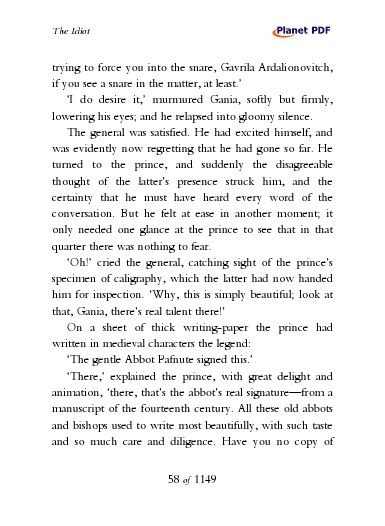 The Idiot
Planet PDF
trying to force you into the snare, Gavrila Ardalionovitch,
if you see a snare in the matter, at least.’
‘I do desire it,’ murmured Gania, softly but firmly,
lowering his eyes; and he relapsed into gloomy silence.
The general was satisfied. He had excited himself, and
was evidently now regretting that he had gone so far. He
turned to the prince, and suddenly the disagreeable
thought of the latter’s presence struck him, and the
certainty that he must have heard every word of the
conversation. But he felt at ease in another moment; it
only needed one glance at the prince to see that in that
quarter there was nothing to fear.
‘Oh!’ cried the general, catching sight of the prince’s
specimen of caligraphy, which the latter had now handed
him for inspection. ‘Why, this is simply beautiful; look at
that, Gania, there’s real talent there!’
On a sheet of thick writing-paper the prince had
written in medieval characters the legend:
‘The gentle Abbot Pafnute signed this.’
‘There,’ explained the prince, with great delight and
animation, ‘there, that’s the abbot’s real signature—from a
manuscript of the fourteenth century. All these old abbots
and bishops used to write most beautifully, with such taste
and so much care and diligence. Have you no copy of
58 of 1149